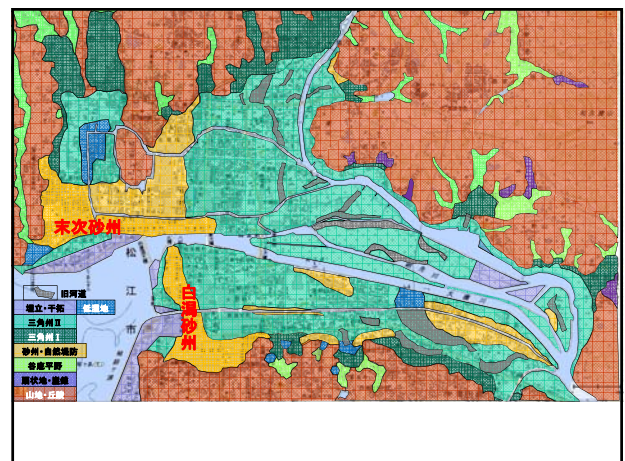 末次砂州
白潟砂州
松江市
旧河道
埋立・干拓
低湿地
三角州Ⅱ
三角州Ⅰ
砂州・自然堤防
谷底平野
扇状地・崖錐
山地・丘陵